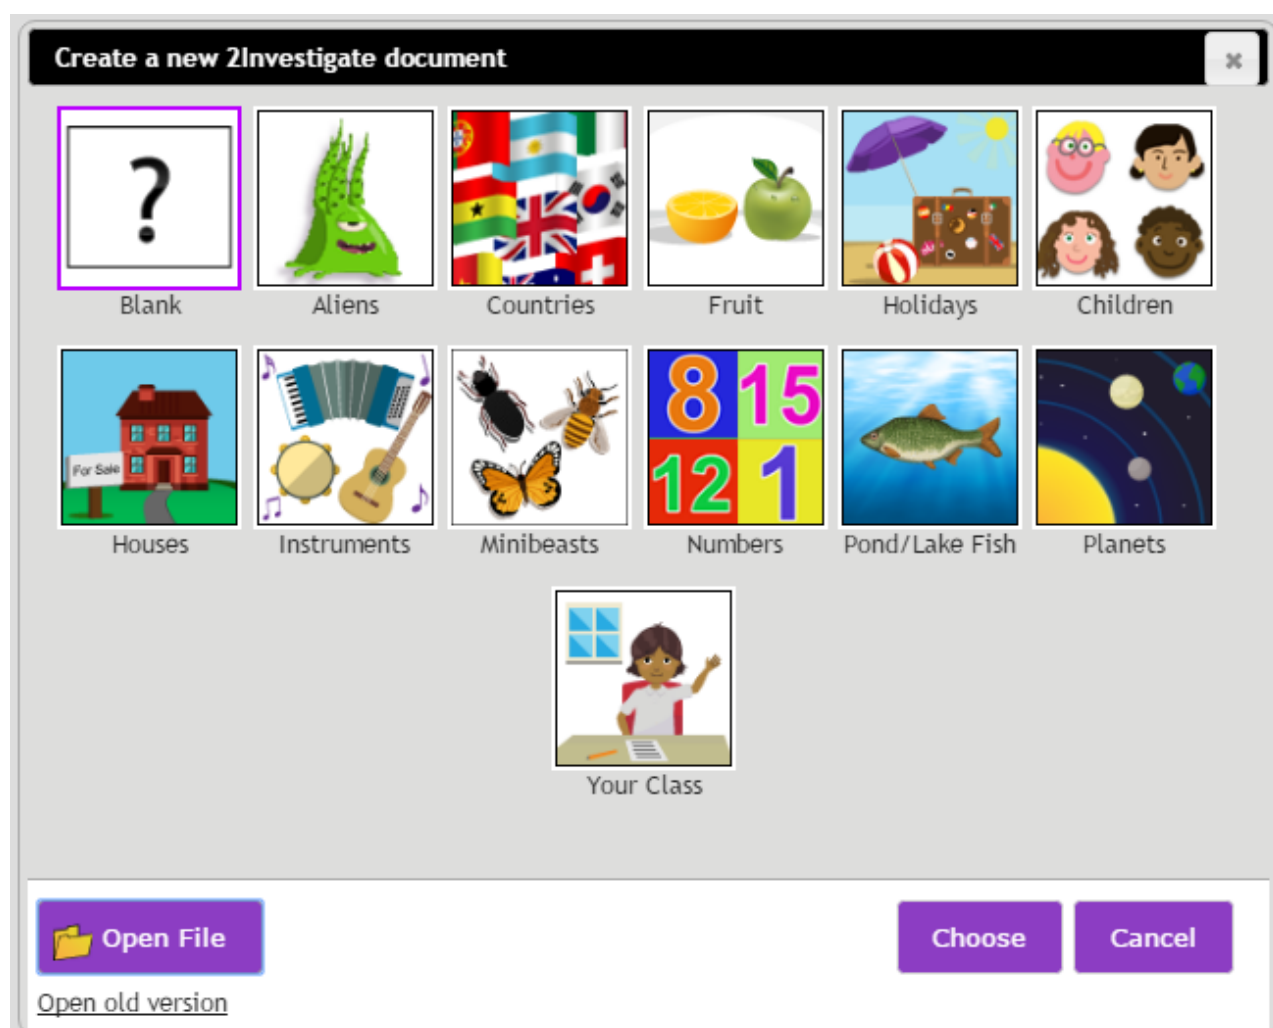 Create a new 2Investigate document
×
?
Blank
Aliens
Countries
Fruit
Holidays
Children
For Sale
8 15
12 1
Houses
Instruments
Minibeasts
Numbers
Pond/Lake Fish
Planets
Your Class
Open File
Choose
Cancel
Open old version